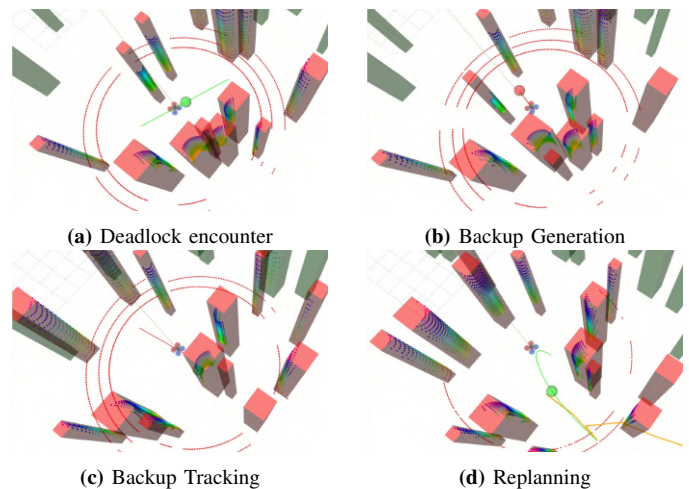 (a) Deadlock encounter
(b) Backup Generation
(c) Backup Tracking
(d) Replanning